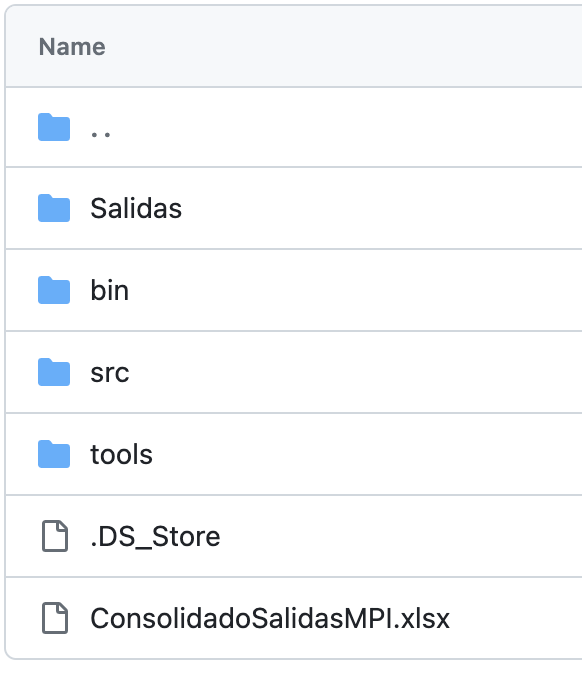 Name
..
Salidas
bin
src
tools
.DS_Store
ConsolidadoSalidasMPI.xlsx